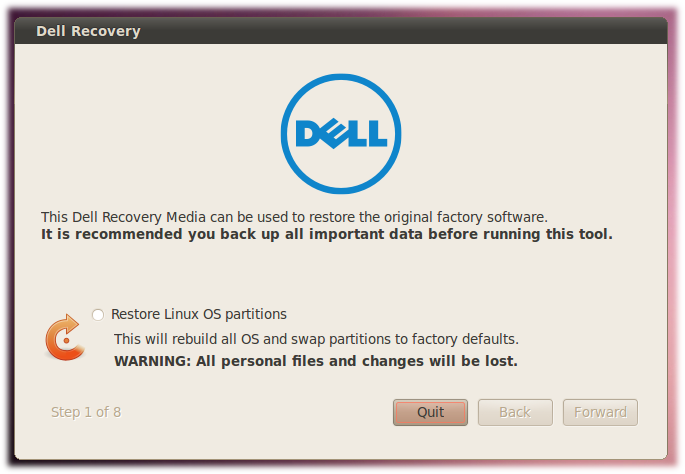 Dell Recovery
DELL
This Dell Recovery Media can be used to restore the original factory software.
It is recommended you back up all important data before running this tool.
Restore Linux OS partitions
This will rebuild all OS and swap partitions to factory defaults.
WARNING: All personal files and changes will be lost.
Step 1 of 8
Quit
Back
Forward